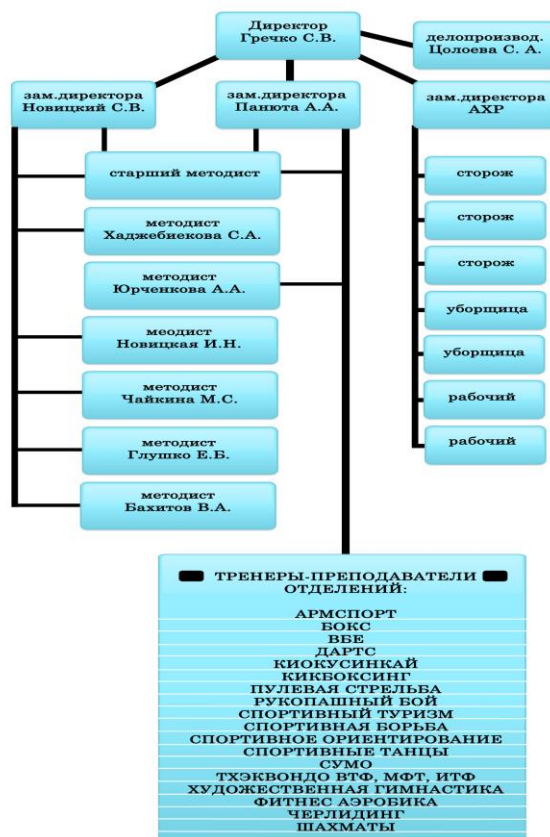 Директор
Гречко С.В.
делопроизвод.
Цолоева С. А.
зам.директора
Новицкий С.В.
зам.директора
Панюта А.А.
зам.директора
АХР
старший методист
методист
Хаджебиекова С.А.
методист
Юрченкова А.А.
меодист
Новицкая И.Н.
методист
Чайкина М.С.
методист
Глушко Е.Б.
методист
Бахитов В.А.
сторож
сторож
сторож
уборщица
уборщица
рабочий
рабочий
ТРЕНЕРЫ-ПРЕПОДАВАТЕЛИ
ОТДЕЛЕНИЙ:
АРМСПОРТ
БОКС
ВБЕ
ДАРТС
КИОКУСИНКАЙ
КИКБОКСИНГ
ПУЛЕВАЯ СТРЕЛЬБА
РУКОПАШНЫЙ БОЙ
СПОРТИВНЫЙ ТУРИЗМ
СПОРТИВНАЯ БОРЬБА
СПОРТИВНОЕ ОРИЕНТИРОВАНИЕ
СПОРТИВНЫЕ ТАНЦЫ
СУМО
ТХЭКВОНДО ВТФ, МФТ, ИТФ
ХУДОЖЕСТВЕННАЯ ГИМНАСТИКА
ФИТНЕС АЭРОБИКА
ЧЕРЛИДИНГ
ШАХМАТЫ